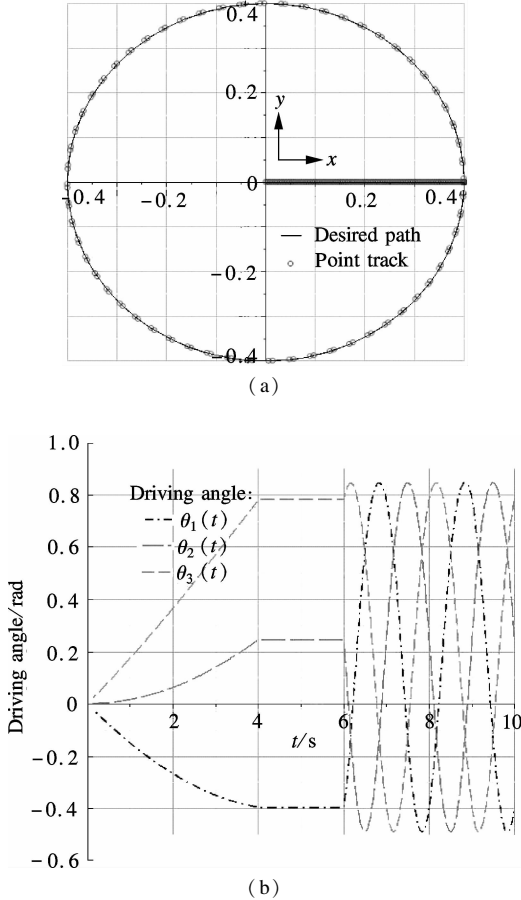 0.4
0.2
y
x
-0.4 -0.2 0 0.2 0.4
Desired path
Point track
-0.2
-0.4
(a)
1.0
0.8
Driving angle:
θ1(t)
θ2(t)
θ3(t)
0.6
0.4
0.2
0
-0.2
-0.4
-0.6
Driving angle/rad
2 4 6 8 10
t/s
(b)